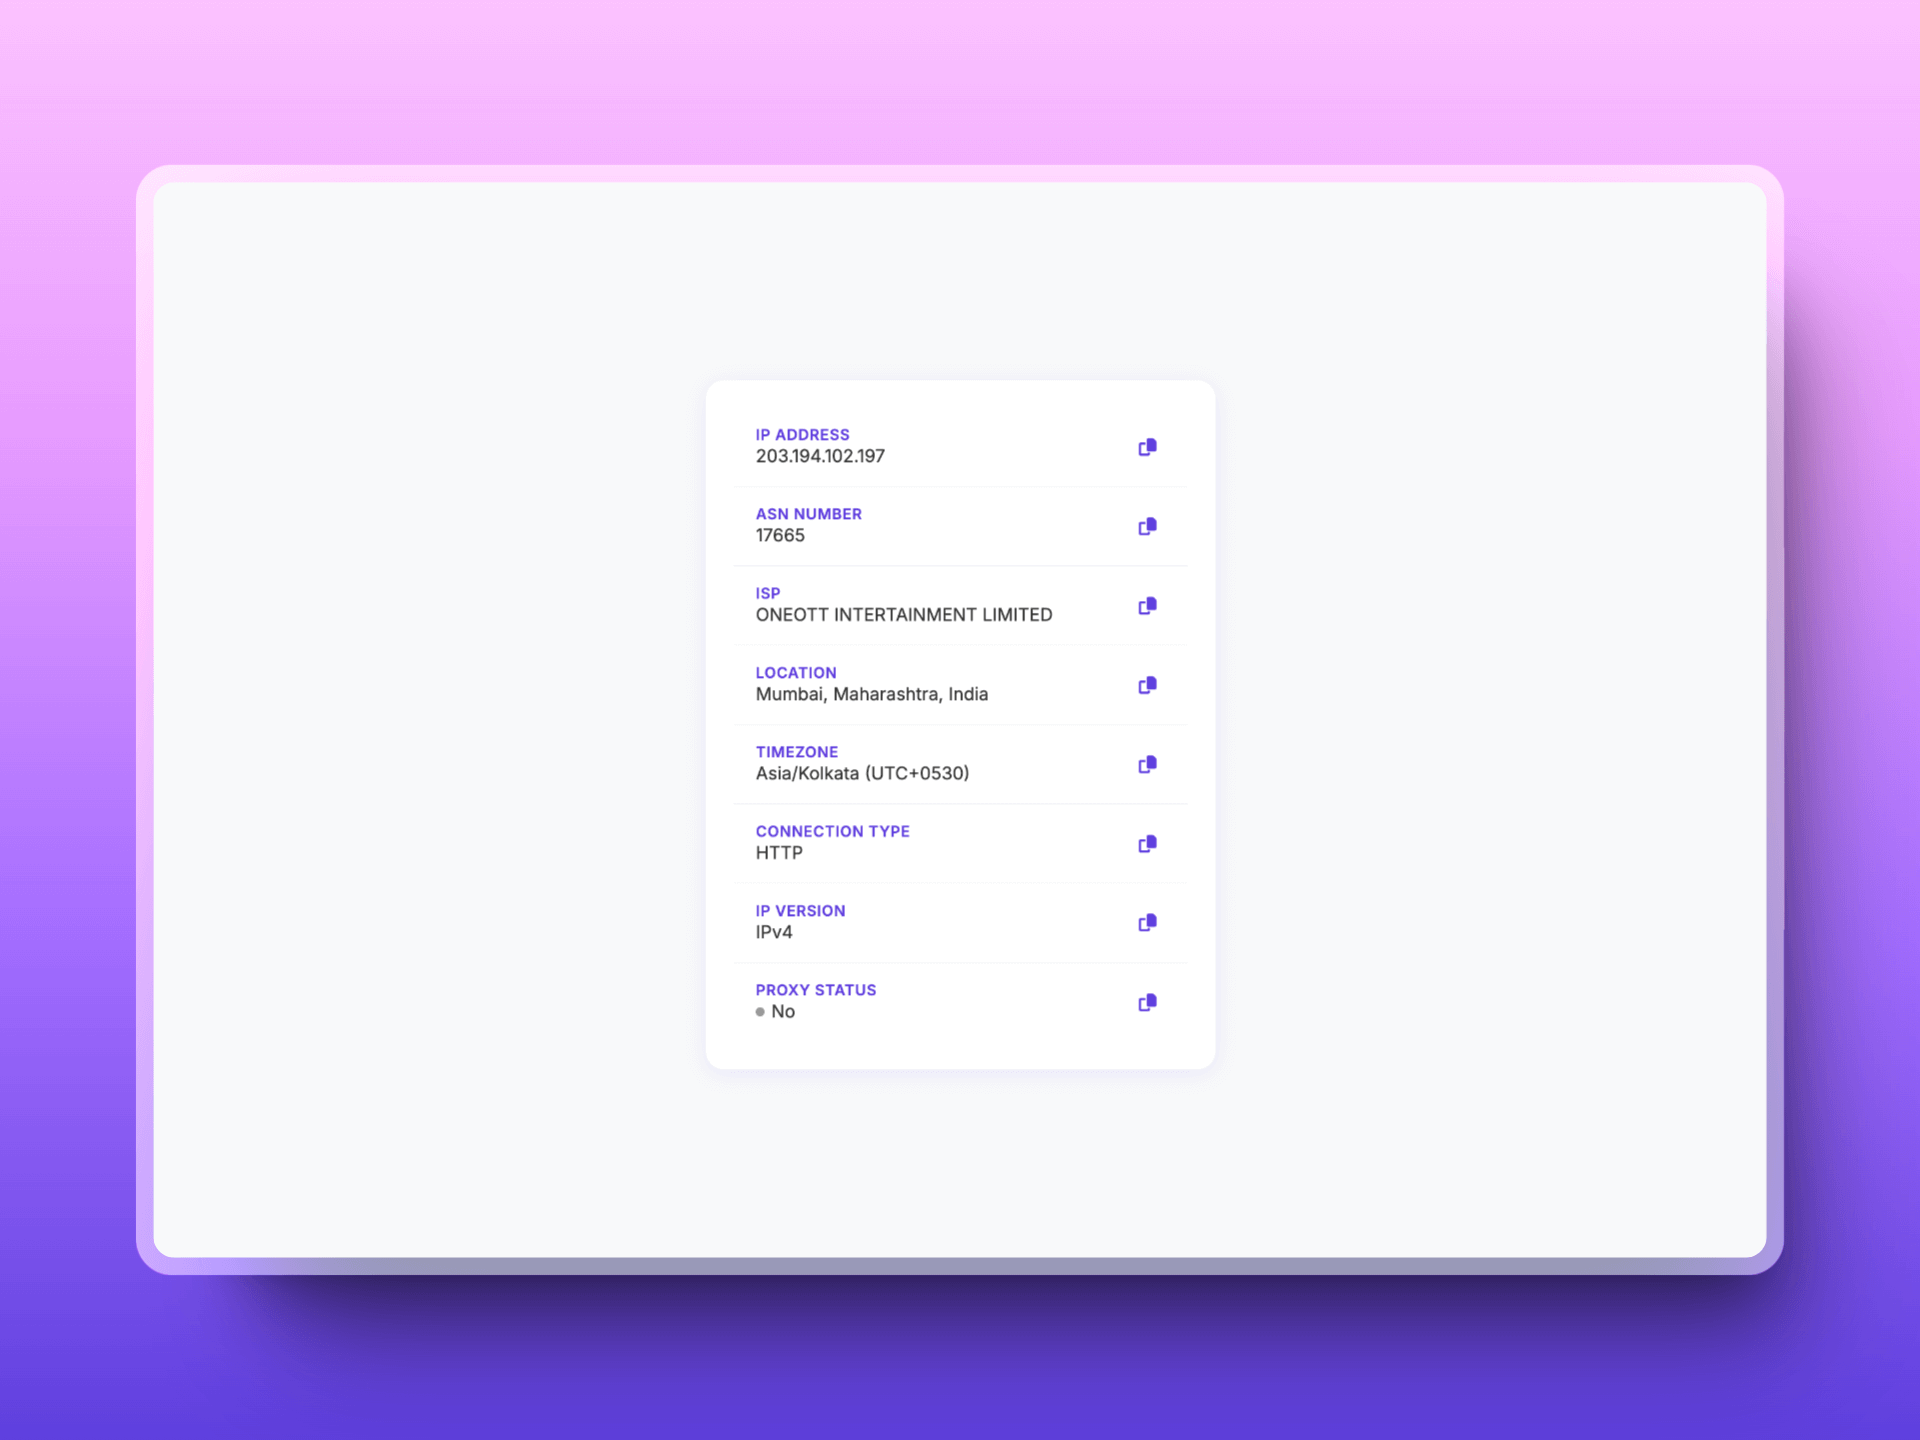 IP ADDRESS
203.194.102.197
ASN NUMBER
17665
ISP
ONEOTT INTERTAINMENT LIMITED
LOCATION
Mumbai, Maharashtra, India
TIMEZONE
Asia/Kolkata (UTC+0530)
CONNECTION TYPE
HTTP
IP VERSION
IPv4
PROXY STATUS
No